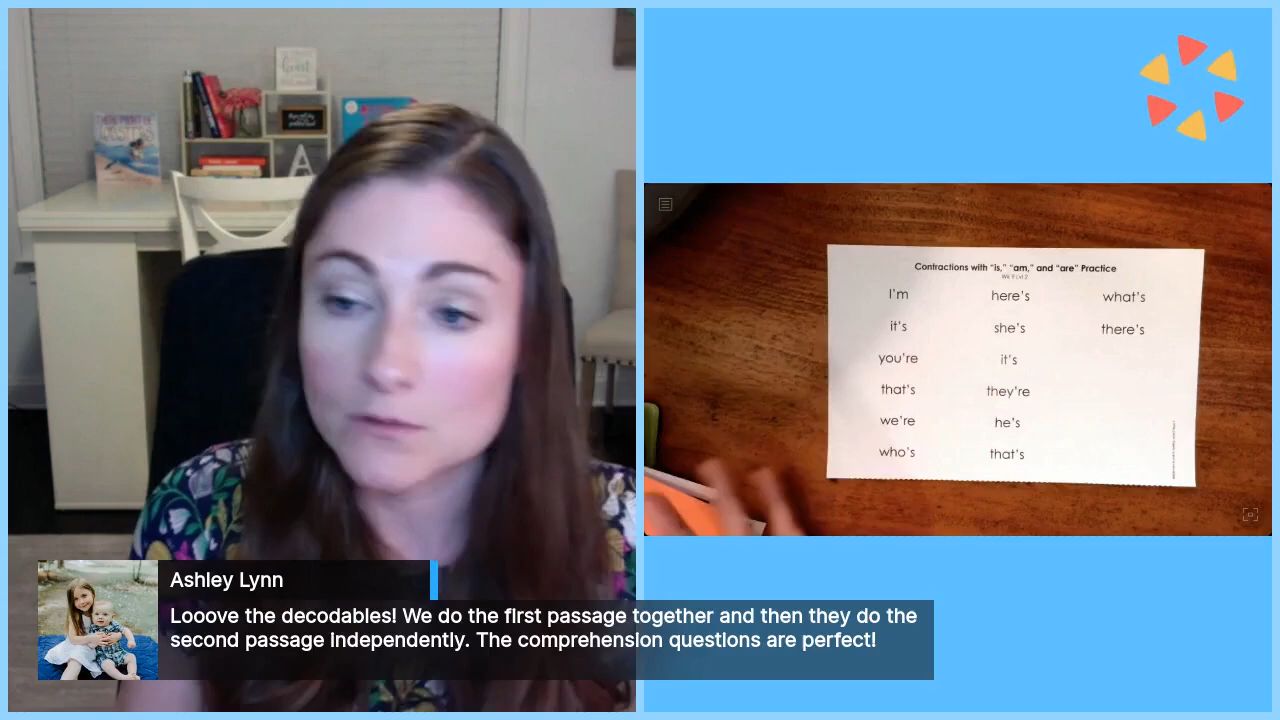 Contractions with "is," "am," and "are" Practice
I'm
it's
you're
that's
we're
who's
here's
she's
it's
they're
he's
that's
what's
there's
A
Ashley Lynn
Looove the decodables! We do the first passage together and then they do the
second passage independently. The comprehension questions are perfect!